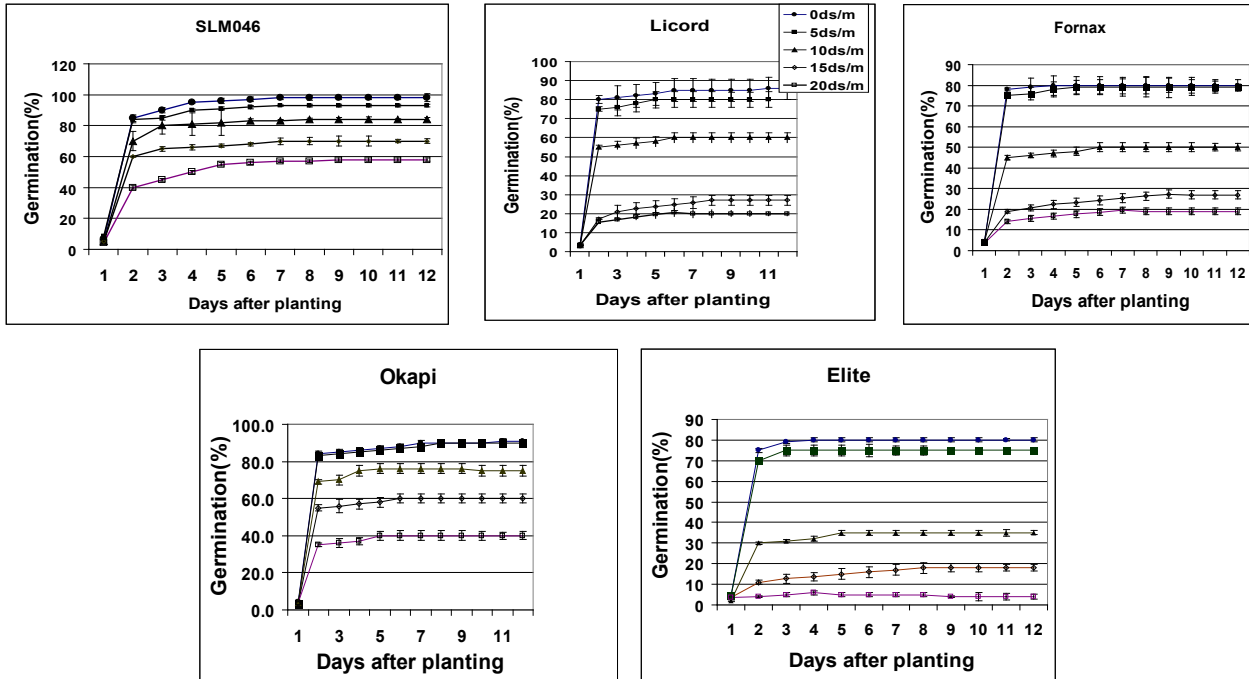 SLM046
Germination(%)
120
100
80
60
40
20
0
1 2 3 4 5 6 7 8 9 10 11 12
Days after planting
Licord
0ds/m
5ds/m
10ds/m
15ds/m
20ds/m
Germination(%)
100
90
80
70
60
50
40
30
20
10
0
1 3 5 7 9 11
Days after planting
Fornax
Germination(%)
90
80
70
60
50
40
30
20
10
0
1 2 3 4 5 6 7 8 9 10 11 12
Days after planting
Okapi
Germination(%)
100.0
80.0
60.0
40.0
20.0
0.0
1 3 5 7 9 11
Days after planting
Elite
Germination(%)
90
80
70
60
50
40
30
20
10
0
1 2 3 4 5 6 7 8 9 10 11 12
Days after planting